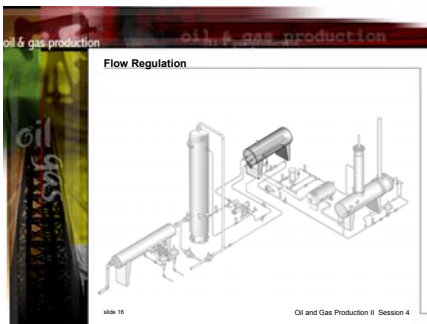 oil & gas production
oil & gas production
Flow Regulation
oil
gas
slide 16
Oil and Gas Production II Session 4